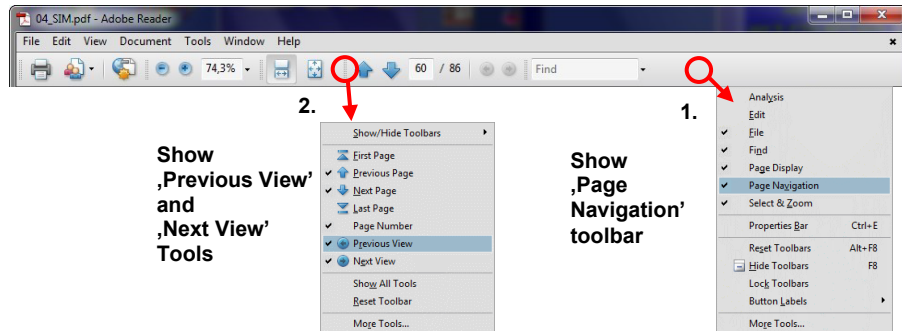 04_SIM.pdf - Adobe Reader
File Edit View Document Tools Window Help
74,3% 60 / 86 Find
2.
Show
‚Previous View’
and
‚Next View’
Tools
Show/Hide Toolbars
First Page
Previous Page
Next Page
Last Page
Page Number
Previous View
Next View
Show All Tools
Reset Toolbar
More Tools...
1.
Show
‚Page
Navigation’
toolbar
Analysis
Edit
File
Find
Page Display
Page Navigation
Select & Zoom
Properties Bar Ctrl+E
Reset Toolbars Alt+F8
Hide Toolbars F8
Lock Toolbars
Button Labels
More Tools...